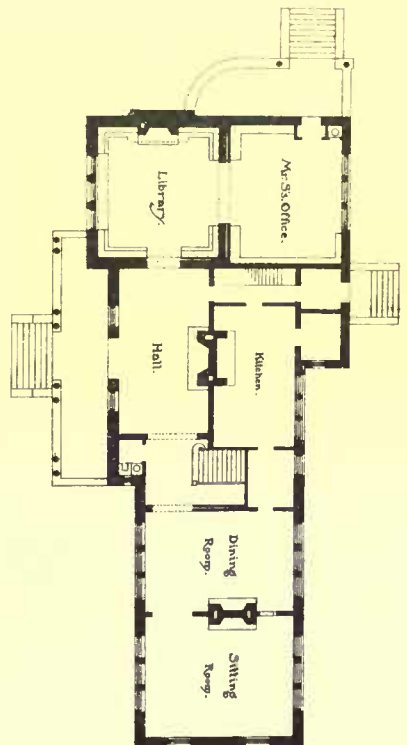 Library.
Mr. S's. Office.
Hall.
Kitchen.
Dining
Room.
Sitting
Room.